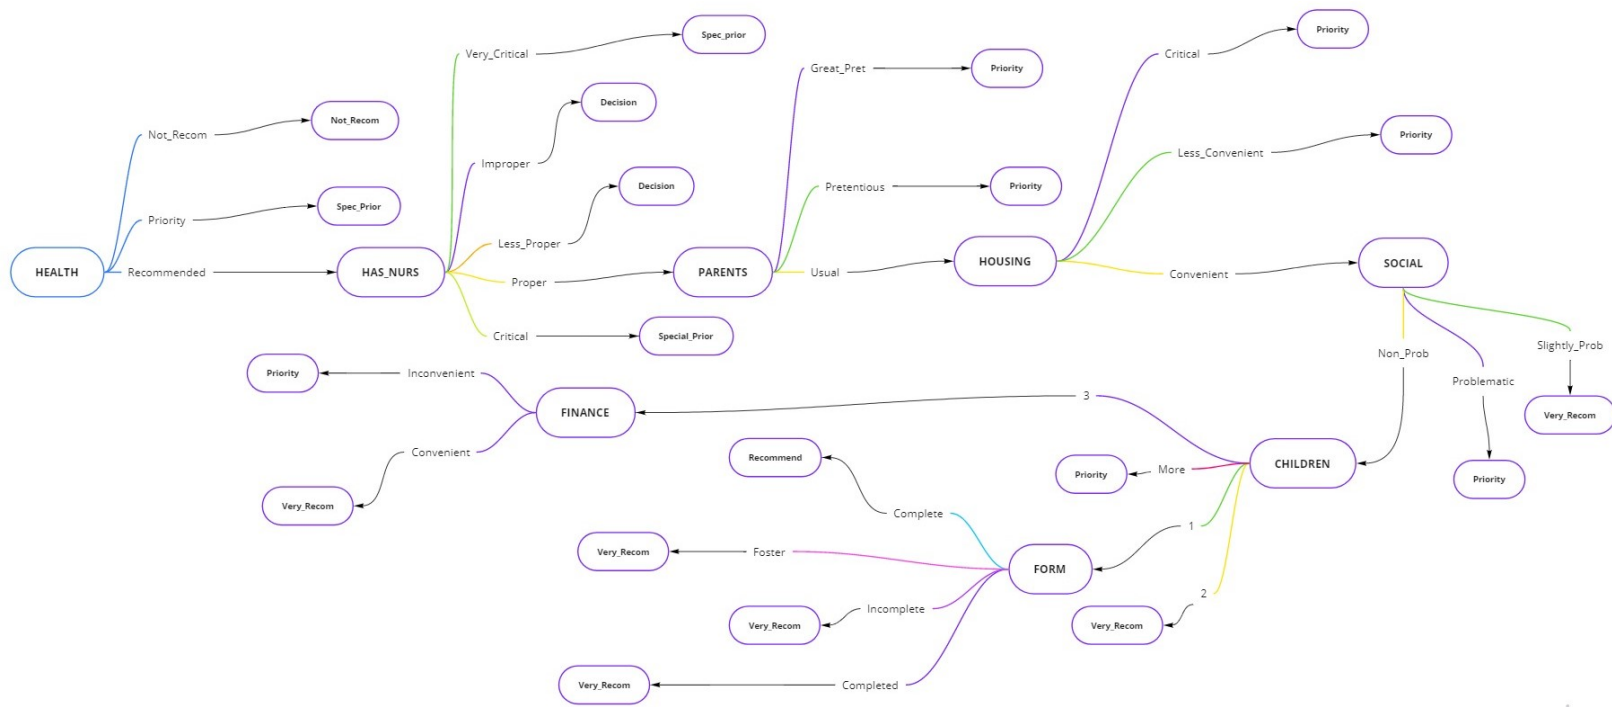 HEALTH
Not_Recom
Not_Recom
Priority
Spec_Prior
Recommended
HAS_NURS
Very_Critical
Spec_prior
Improper
Decision
Less_Proper
Decision
Proper
Critical
Special_Prior
PARENTS
Great_Pret
Priority
Pretentious
Priority
Usual
HOUSING
Critical
Priority
Less_Convenient
Priority
Convenient
SOCIAL
Slightly_Prob
Very_Recom
Problematic
Priority
Non_Prob
CHILDREN
3
FINANCE
Inconvenient
Priority
Convenient
Very_Recom
More
Priority
1
FORM
Complete
Recommend
Foster
Very_Recom
Incomplete
Very_Recom
Completed
Very_Recom
2
Very_Recom